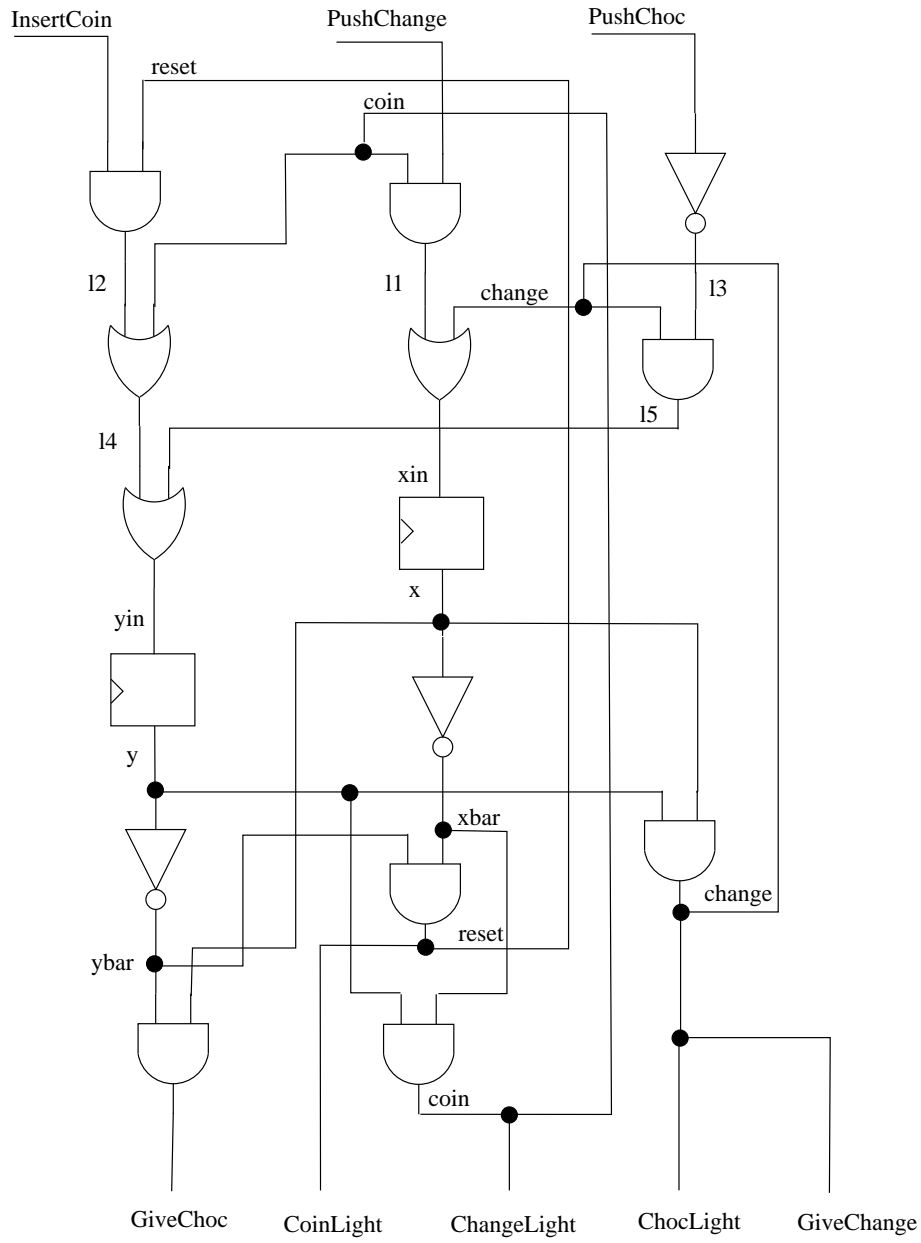 InsertCoin
PushChange
PushChoc
reset
coin
l2
l1
change
l3
l5
l4
xin
x
yin
y
xbar
change
reset
ybar
coin
GiveChoc
CoinLight
ChangeLight
ChocLight
GiveChange